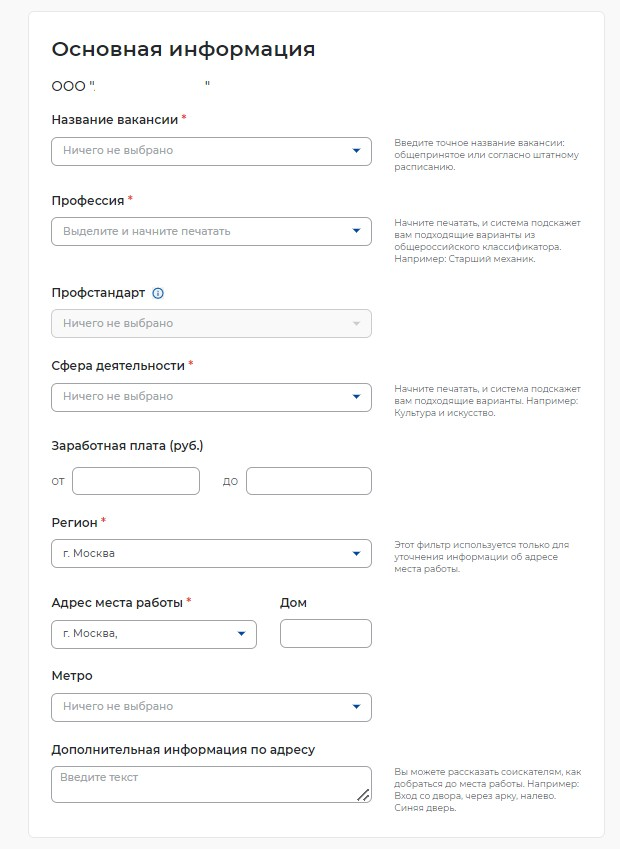 Основная информация
ООО " "
Название вакансии *
Ничего не выбрано
Введите точное название вакансии:
общепринятое или согласно штатному
расписанию.
Профессия *
Выделите и начните печатать
Начните печатать, и система подскажет
вам подходящие варианты из
общероссийского классификатора.
Например: Старший механик.
Профстандарт
Ничего не выбрано
Сфера деятельности *
Ничего не выбрано
Начните печатать, и система подскажет
вам подходящие варианты. Например:
Культура и искусство.
Заработная плата (руб.)
от до
Регион *
г. Москва
Этот фильтр используется только для
уточнения информации об адресе
места работы.
Адрес места работы * Дом
г. Москва,
Метро
Ничего не выбрано
Дополнительная информация по адресу
Введите текст
Вы можете рассказать соискателям, как
добраться до места работы. Например:
Вход со двора, через арку, налево.
Синяя дверь.